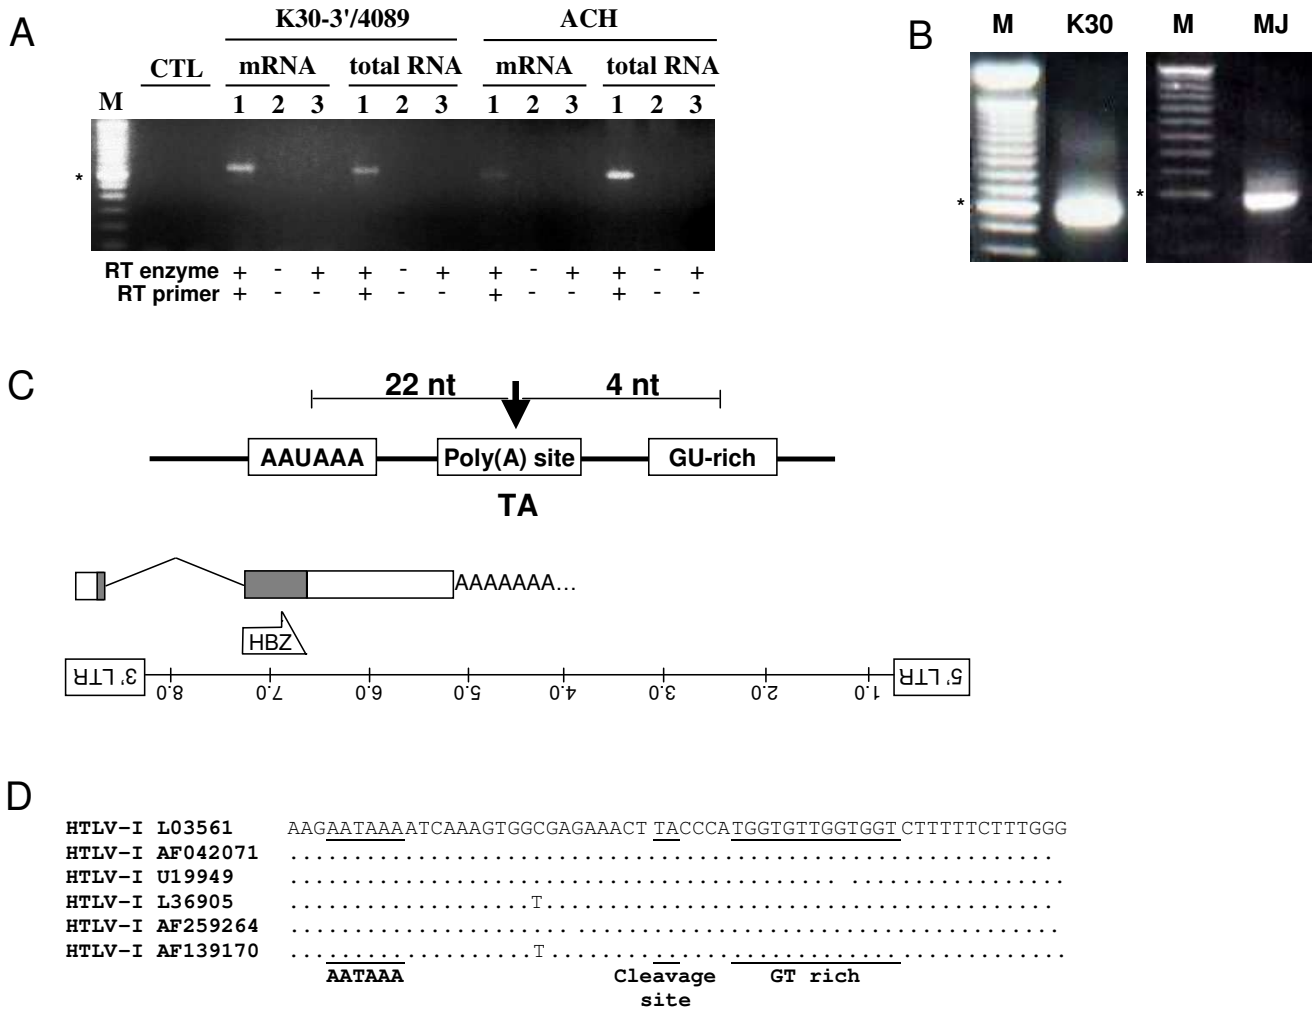 A
K30-3'/4089 ACH
CTL mRNA total RNA mRNA total RNA
M 1 2 3 1 2 3 1 2 3 1 2 3
*
RT enzyme + - + + - + + - + + - +
RT primer + - - + - - + - - + - -
B
M K30 M MJ
* *
C
22 nt 4 nt
AAUAAA Poly(A) site GU-rich
TA
AAAAAAA...
HBZ
3' LTR 8.0 7.0 6.0 5.0 4.0 3.0 2.0 1.0 5' LTR
D
HTLV-I L03561 AAGAATAAAATCAAAGTGGCGAGAAACT TACCCATGGTGTTGGTGGT CTTTTTCTTTGGG
HTLV-I AF042071 ...........................................................
HTLV-I U19949 .......................................... .................
HTLV-I L36905 ...................T.......................................
HTLV-I AF259264 ...................... .....................................
HTLV-I AF139170 ...................T........................................
AATAAA Cleavage GT rich
site